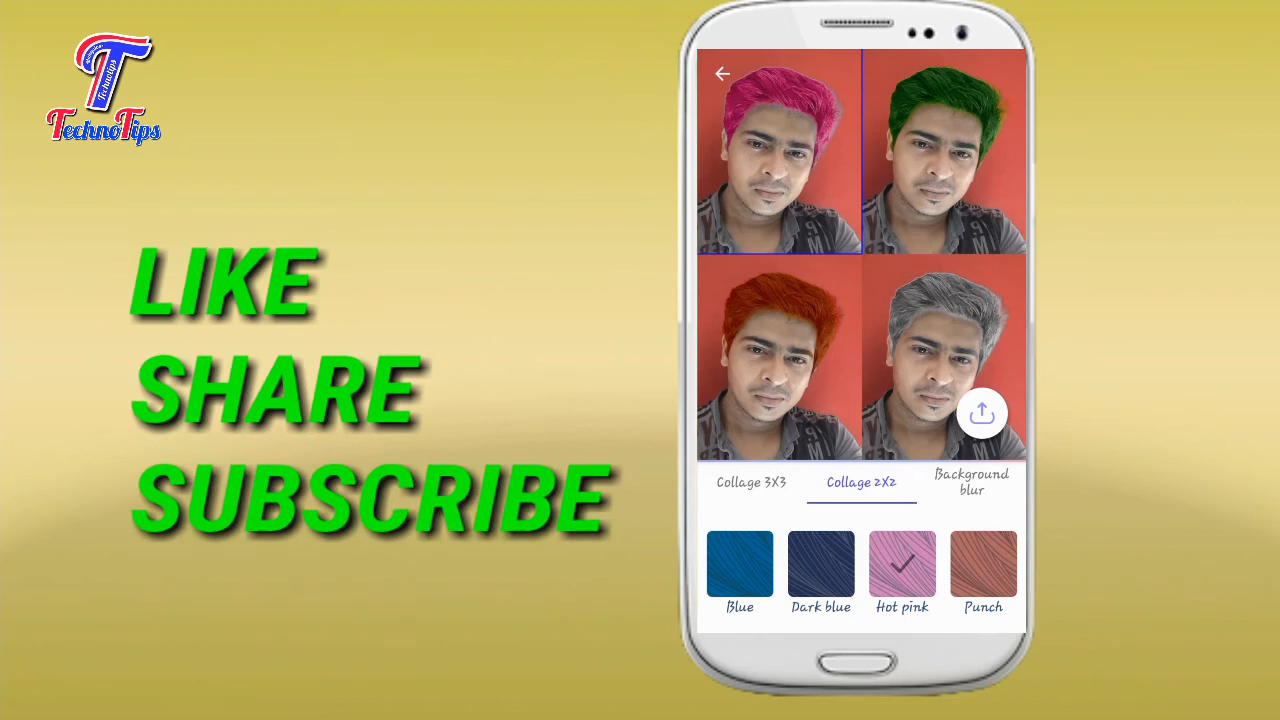 TechnoTips
LIKE
SHARE
SUBSCRIBE
Collage 3X3
Collage 2X2
Background
blur
Blue
Dark blue
Hot pink
Punch